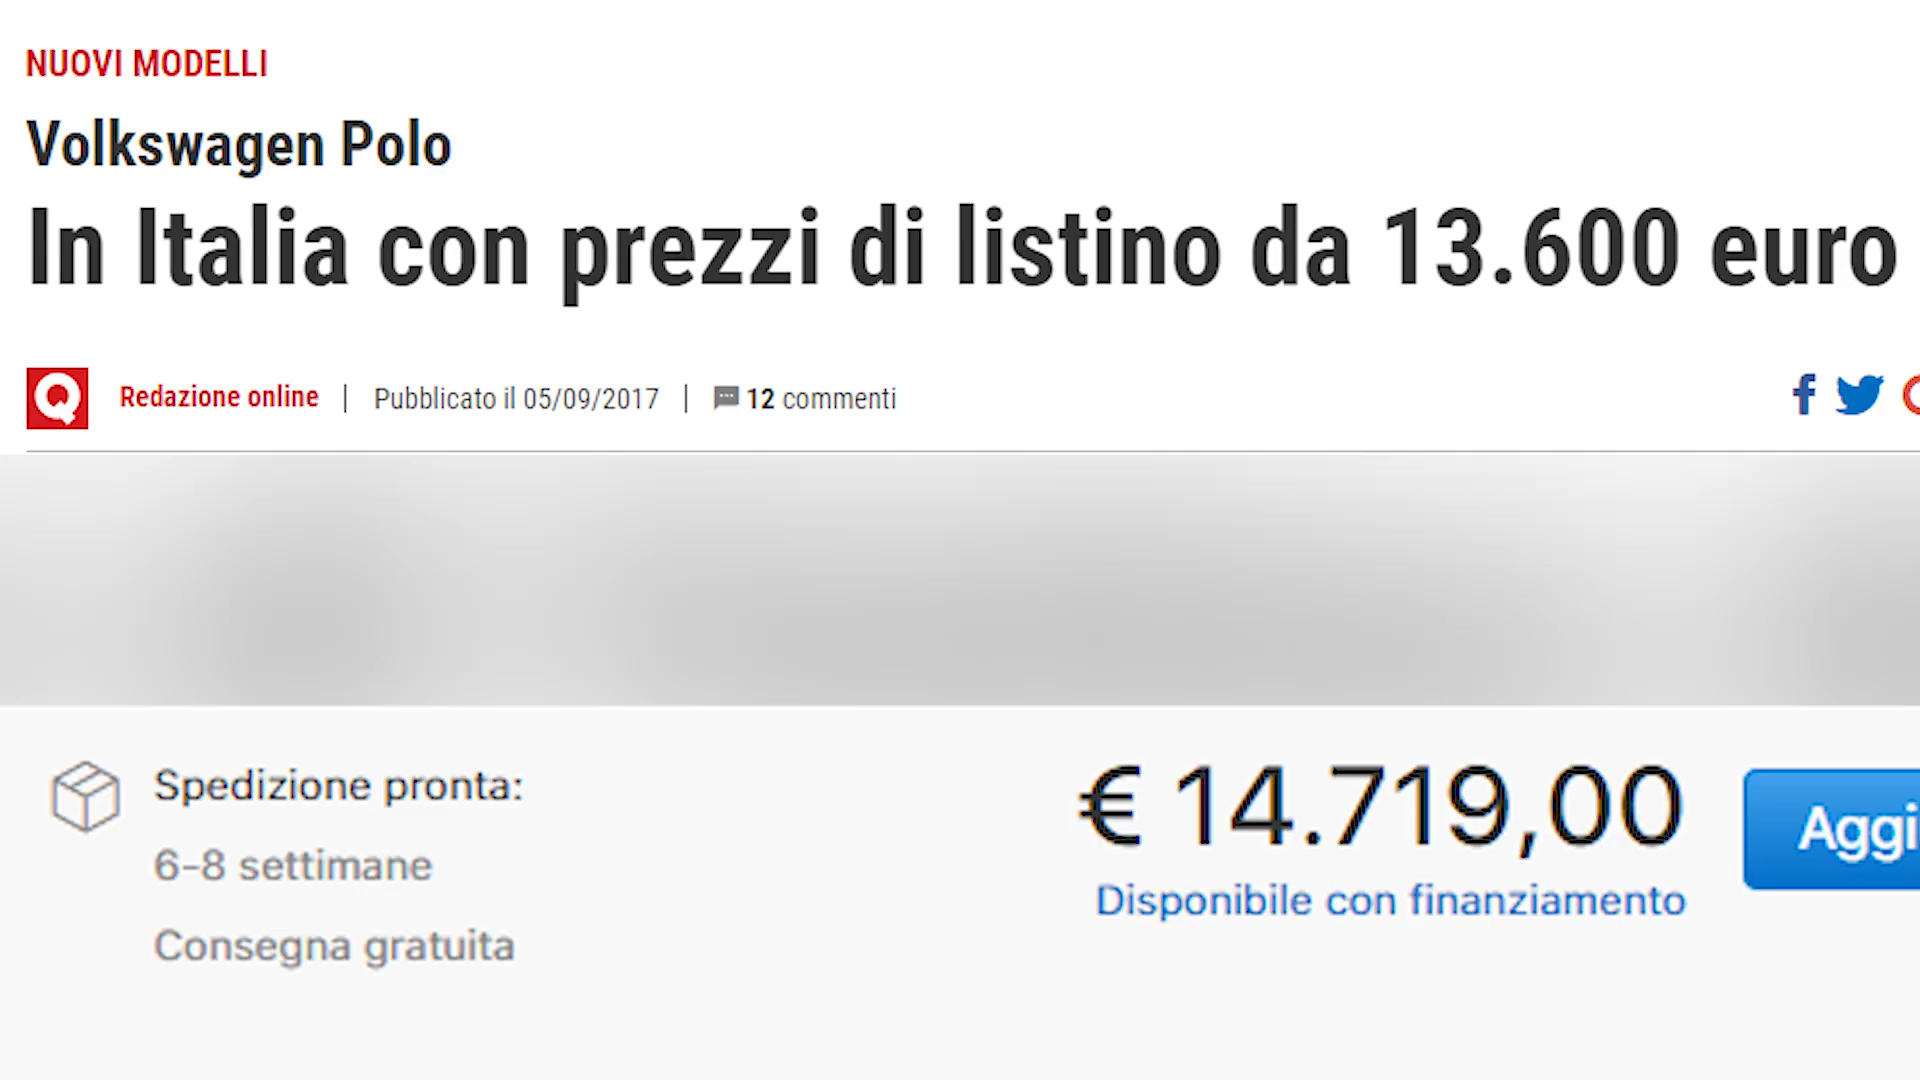 NUOVI MODELLI
Volkswagen Polo
In Italia con prezzi di listino da 13.600 euro
Redazione online | Pubblicato il 05/09/2017 | 12 commenti
Spedizione pronta:
6-8 settimane
Consegna gratuita
€ 14.719,00
Disponibile con finanziamento
Aggi